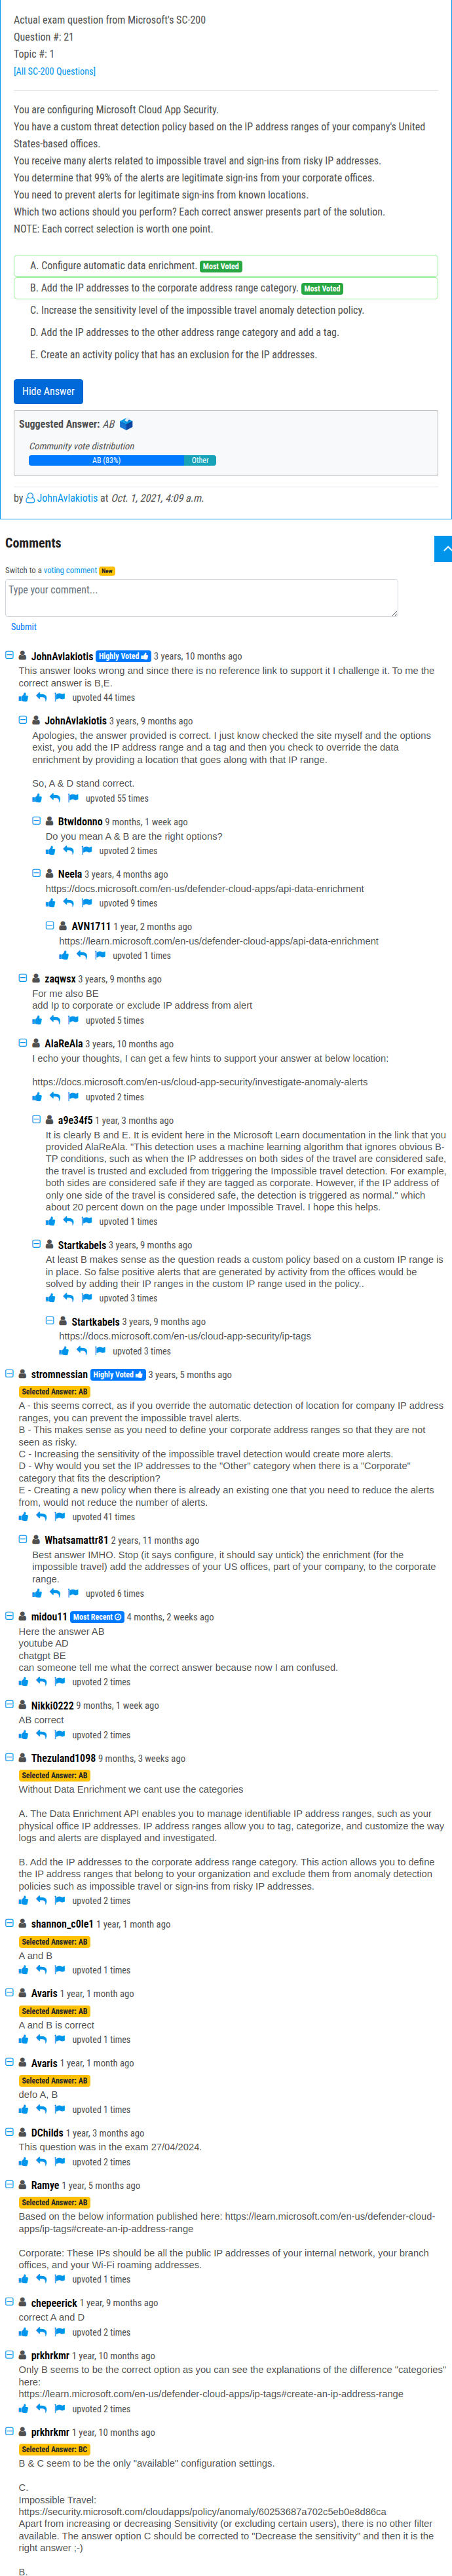 Actual exam question from Microsoft's SC-200
Question #: 21
Topic #: 1
[All SC-200 Questions]
You are configuring Microsoft Cloud App Security.
You have a custom threat detection policy based on the IP address ranges of your company's United
States-based offices.
You receive many alerts related to impossible travel and sign-ins from risky IP addresses.
You determine that 99% of the alerts are legitimate sign-ins from your corporate offices.
You need to prevent alerts for legitimate sign-ins from known locations.
Which two actions should you perform? Each correct answer presents part of the solution.
NOTE: Each correct selection is worth one point.
A. Configure automatic data enrichment. Most Voted
B. Add the IP addresses to the corporate address range category. Most Voted
C. Increase the sensitivity level of the impossible travel anomaly detection policy.
D. Add the IP addresses to the other address range category and add a tag.
E. Create an activity policy that has an exclusion for the IP addresses.
Hide Answer
Suggested Answer: AB
Community vote distribution
AB (83%) Other
by JohnAvlakiotis at Oct. 1, 2021, 4:09 a.m.
Comments
Switch to a voting comment New
Type your comment...
Submit
JohnAvlakiotis Highly Voted 3 years, 10 months ago
This answer looks wrong and since there is no reference link to support it I challenge it. To me the
correct answer is B,E.
upvoted 44 times
JohnAvlakiotis 3 years, 9 months ago
Apologies, the answer provided is correct. I just know checked the site myself and the options
exist, you add the IP address range and a tag and then you check to override the data
enrichment by providing a location that goes along with that IP range.
So, A & D stand correct.
upvoted 55 times
Btwldonno 9 months, 1 week ago
Do you mean A & B are the right options?
upvoted 2 times
Neela 3 years, 4 months ago
https://docs.microsoft.com/en-us/defender-cloud-apps/api-data-enrichment
upvoted 9 times
AVN1711 1 year, 2 months ago
https://learn.microsoft.com/en-us/defender-cloud-apps/api-data-enrichment
upvoted 1 times
zaqwsx 3 years, 9 months ago
For me also BE
add Ip to corporate or exclude IP address from alert
upvoted 5 times
AlaReAla 3 years, 10 months ago
I echo your thoughts, I can get a few hints to support your answer at below location:
https://docs.microsoft.com/en-us/cloud-app-security/investigate-anomaly-alerts
upvoted 2 times
a9e34f5 1 year, 3 months ago
It is clearly B and E. It is evident here in the Microsoft Learn documentation in the link that you
provided AlaReAla. "This detection uses a machine learning algorithm that ignores obvious B-
TP conditions, such as when the IP addresses on both sides of the travel are considered safe,
the travel is trusted and excluded from triggering the Impossible travel detection. For example,
both sides are considered safe if they are tagged as corporate. However, if the IP address of
only one side of the travel is considered safe, the detection is triggered as normal." which
about 20 percent down on the page under Impossible Travel. I hope this helps.
upvoted 1 times
Startkabels 3 years, 9 months ago
At least B makes sense as the question reads a custom policy based on a custom IP range is
in place. So false positive alerts that are generated by activity from the offices would be
solved by adding their IP ranges in the custom IP range used in the policy..
upvoted 3 times
Startkabels 3 years, 9 months ago
https://docs.microsoft.com/en-us/cloud-app-security/ip-tags
upvoted 3 times
stromnessian Highly Voted 3 years, 5 months ago
Selected Answer: AB
A - this seems correct, as if you override the automatic detection of location for company IP address
ranges, you can prevent the impossible travel alerts.
B - This makes sense as you need to define your corporate address ranges so that they are not
seen as risky.
C - Increasing the sensitivity of the impossible travel detection would create more alerts.
D - Why would you set the IP addresses to the "Other" category when there is a "Corporate"
category that fits the description?
E - Creating a new policy when there is already an existing one that you need to reduce the alerts
from, would not reduce the number of alerts.
upvoted 41 times
Whatsamattr81 2 years, 11 months ago
Best answer IMHO. Stop (it says configure, it should say untick) the enrichment (for the
impossible travel) add the addresses of your US offices, part of your company, to the corporate
range.
upvoted 6 times
midou11 Most Recent 4 months, 2 weeks ago
Here the answer AB
youtube AD
chatgpt BE
can someone tell me what the correct answer because now I am confused.
upvoted 2 times
Nikki0222 9 months, 1 week ago
AB correct
upvoted 2 times
Thezuland1098 9 months, 3 weeks ago
Selected Answer: AB
Without Data Enrichment we cant use the categories
A. The Data Enrichment API enables you to manage identifiable IP address ranges, such as your
physical office IP addresses. IP address ranges allow you to tag, categorize, and customize the way
logs and alerts are displayed and investigated.
B. Add the IP addresses to the corporate address range category. This action allows you to define
the IP address ranges that belong to your organization and exclude them from anomaly detection
policies such as impossible travel or sign-ins from risky IP addresses.
upvoted 2 times
shannon_c0le1 1 year, 1 month ago
Selected Answer: AB
A and B
upvoted 1 times
Avaris 1 year, 1 month ago
Selected Answer: AB
A and B is correct
upvoted 1 times
Avaris 1 year, 1 month ago
Selected Answer: AB
defo A, B
upvoted 1 times
DChilds 1 year, 3 months ago
This question was in the exam 27/04/2024.
upvoted 2 times
Ramye 1 year, 5 months ago
Selected Answer: AB
Based on the below information published here: https://learn.microsoft.com/en-us/defender-cloud-
apps/ip-tags#create-an-ip-address-range
Corporate: These IPs should be all the public IP addresses of your internal network, your branch
offices, and your Wi-Fi roaming addresses.
upvoted 1 times
chepeerick 1 year, 9 months ago
correct A and D
upvoted 2 times
prkhrkmr 1 year, 10 months ago
Only B seems to be the correct option as you can see the explanations of the difference "categories"
here:
https://learn.microsoft.com/en-us/defender-cloud-apps/ip-tags#create-an-ip-address-range
upvoted 2 times
prkhrkmr 1 year, 10 months ago
Selected Answer: BC
B & C seem to be the only "available" configuration settings.
C.
Impossible Travel:
https://security.microsoft.com/cloudapps/policy/anomaly/60253687a702c5eb0e8d86ca
Apart from increasing or decreasing Sensitivity (or excluding certain users), there is no other filter
available. The answer option C should be corrected to "Decrease the sensitivity" and then it is the
right answer ;-)
B.